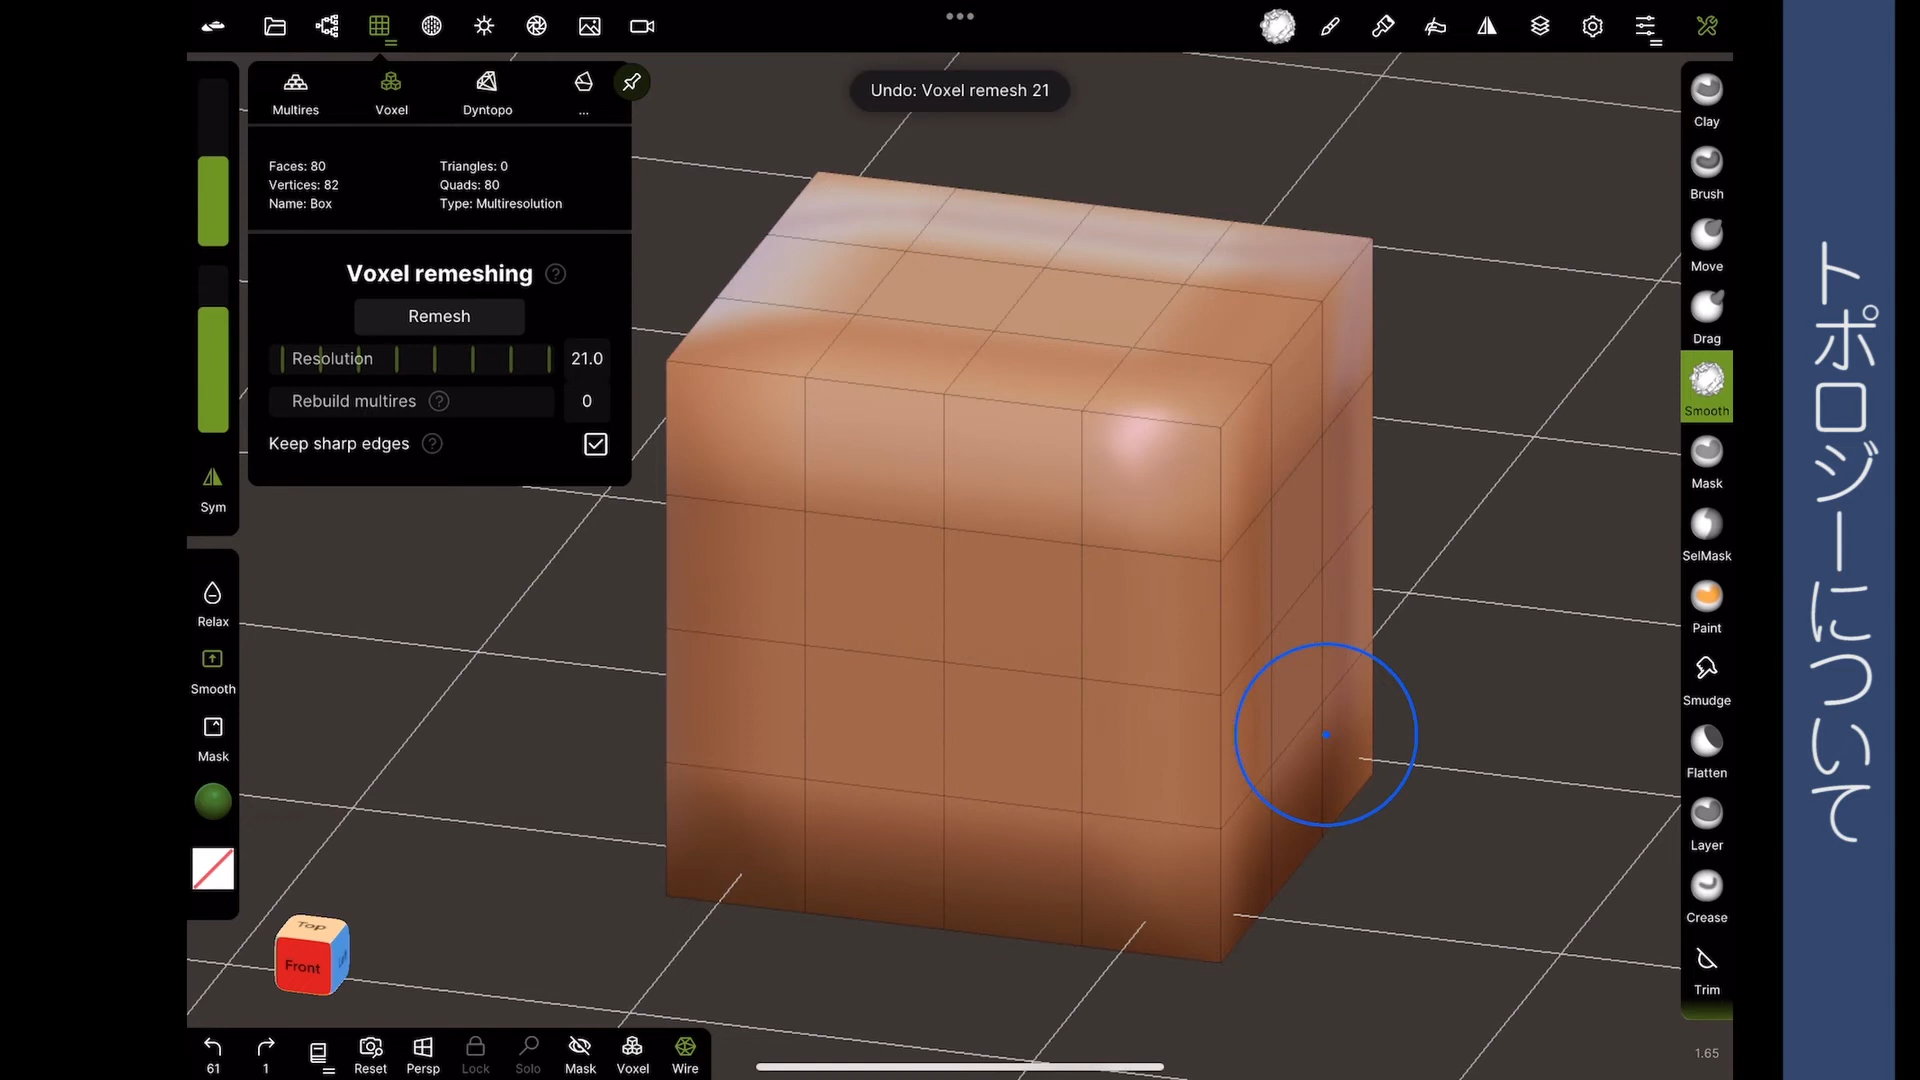 Undo: Voxel remesh 21
Multires
Voxel
Dyntopo
...
Faces: 80
Triangles: 0
Vertices: 82
Quads: 80
Name: Box
Type: Multiresolution
Voxel remeshing ?
Remesh
Resolution
21.0
Rebuild multires ?
0
Keep sharp edges ?
Sym
Relax
Smooth
Mask
Top
Front
61
1
Reset
Persp
Lock
Solo
Mask
Voxel
Wire
Clay
Brush
Move
Drag
Smooth
Mask
SelMask
Paint
Smudge
Flatten
Layer
Crease
Trim
1.65
トポロジーについて